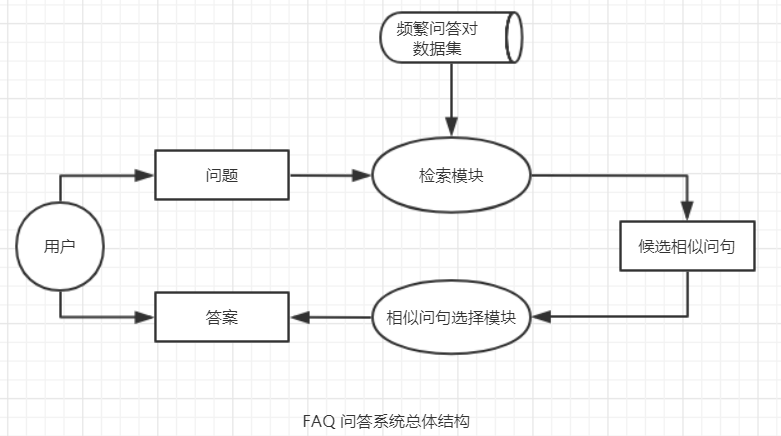 频繁问答对
数据集
问题
检索模块
用户
候选相似问句
答案
相似问句选择模块
FAQ 问答系统总体结构